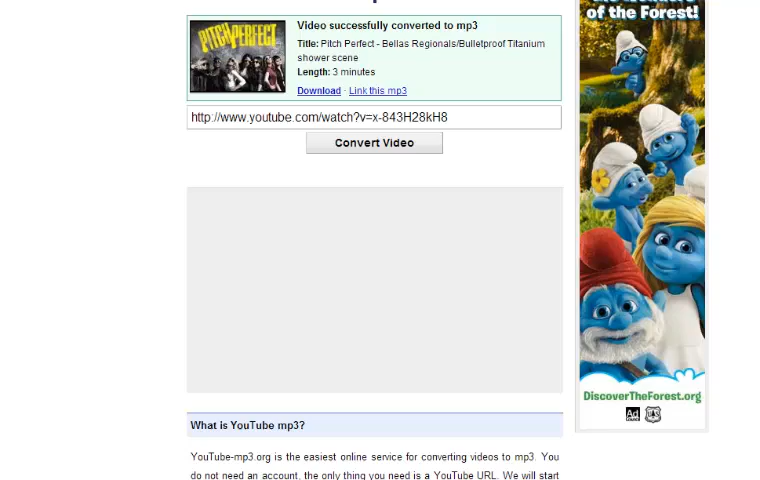 Video successfully converted to mp3
PITCH PERFECT
Title: Pitch Perfect - Bellas Regionals/Bulletproof Titanium
shower scene
Length: 3 minutes
Download · Link this mp3
http://www.youtube.com/watch?v=x-843H28kH8
Convert Video
What is YouTube mp3?
YouTube-mp3.org is the easiest online service for converting videos to mp3. You
do not need an account, the only thing you need is a YouTube URL. We will start
of the Forest!
DiscoverTheForest.org
Ad